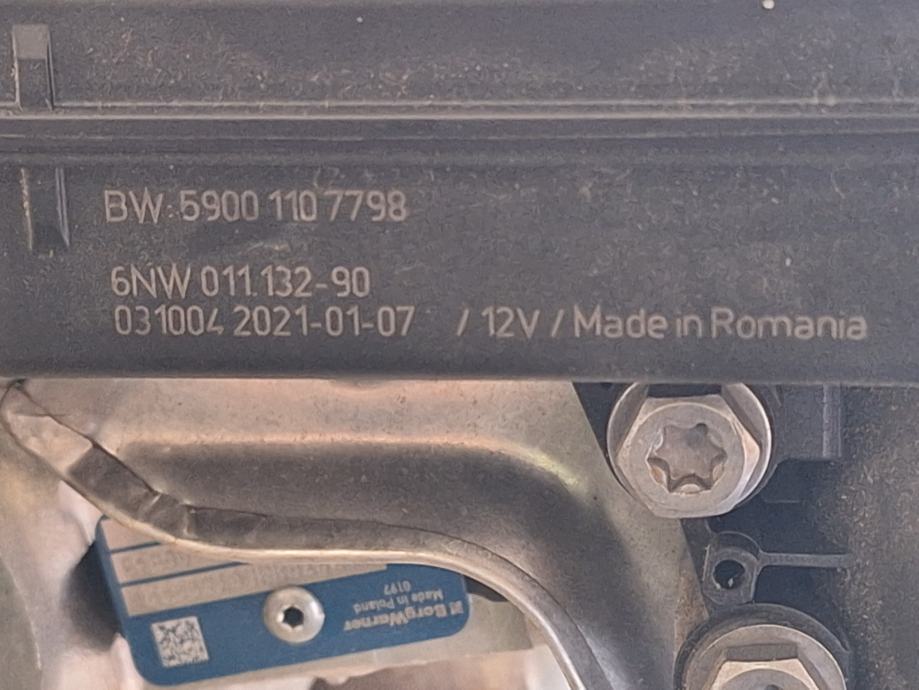 BW: 5900 110 7798
6NW 011.132-90
031004 2021-01-07 / 12V / Made in Romania
BorgWarner
Made in Poland
0197